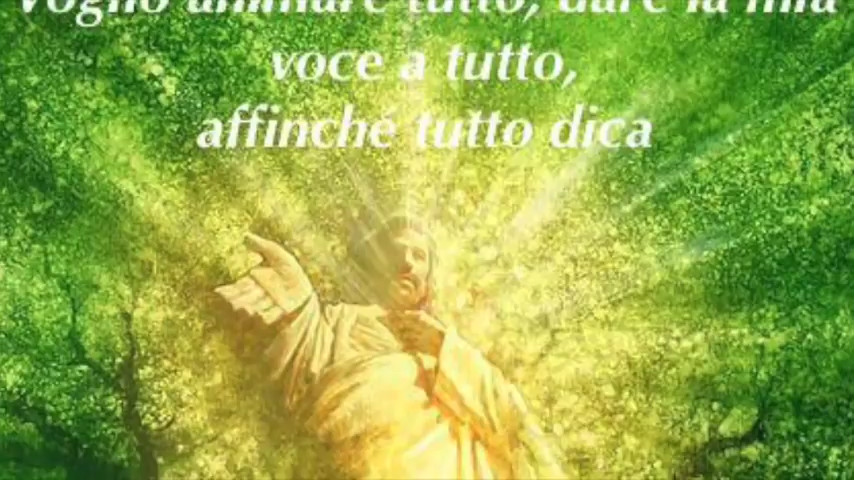 Voglio animare tutto, dare la mia
voce a tutto,
affinché tutto dica